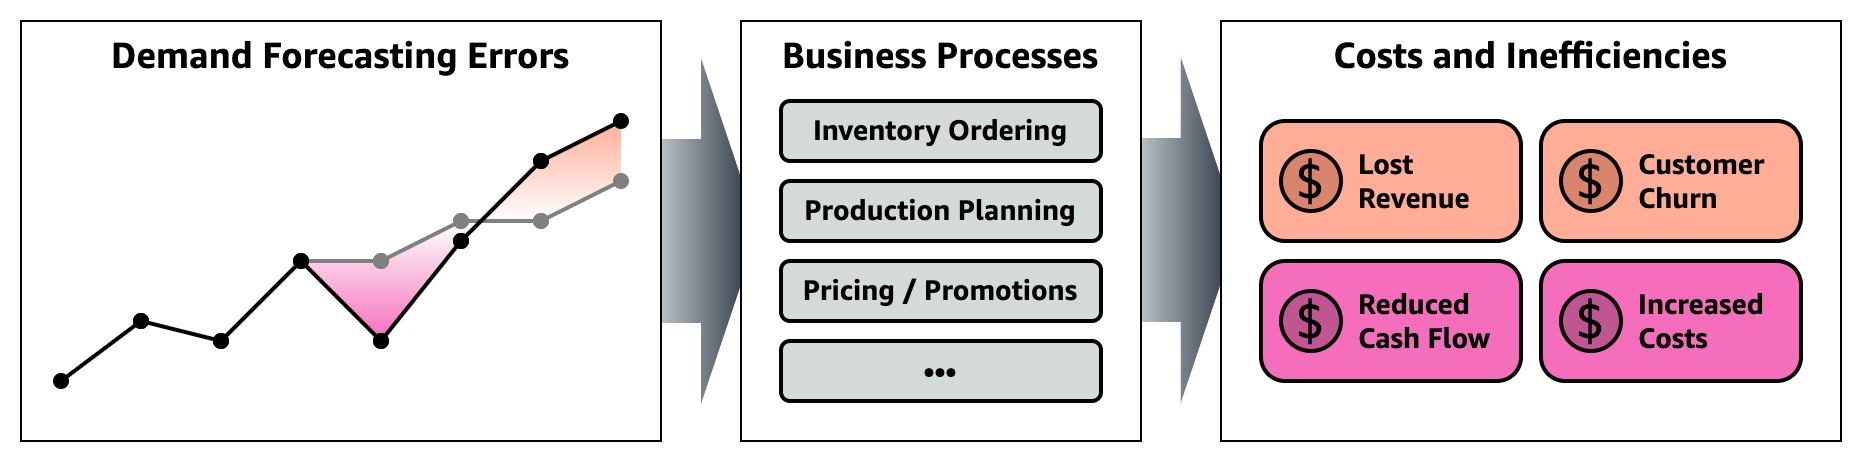 Demand Forecasting Errors
Business Processes
Inventory Ordering
Production Planning
Pricing / Promotions
•••
Costs and Inefficiencies
$
Lost
Revenue
$
Customer
Churn
$
Reduced
Cash Flow
$
Increased
Costs